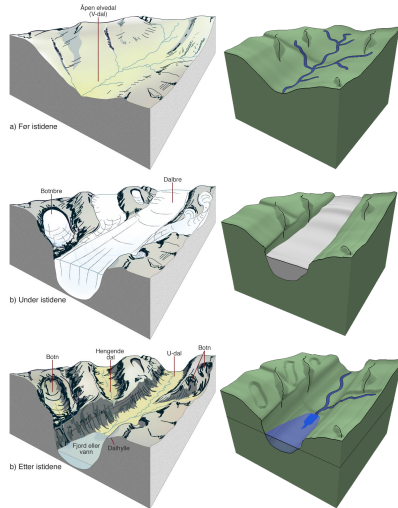 Åpen elvedal
(V-dal)
a) Før istidene
Dalbre
Botnbre
b) Under istidene
Botn
Hengende
dal
U-dal
Botn
Fjord eller
vann
Dalhylle
b) Etter istidene